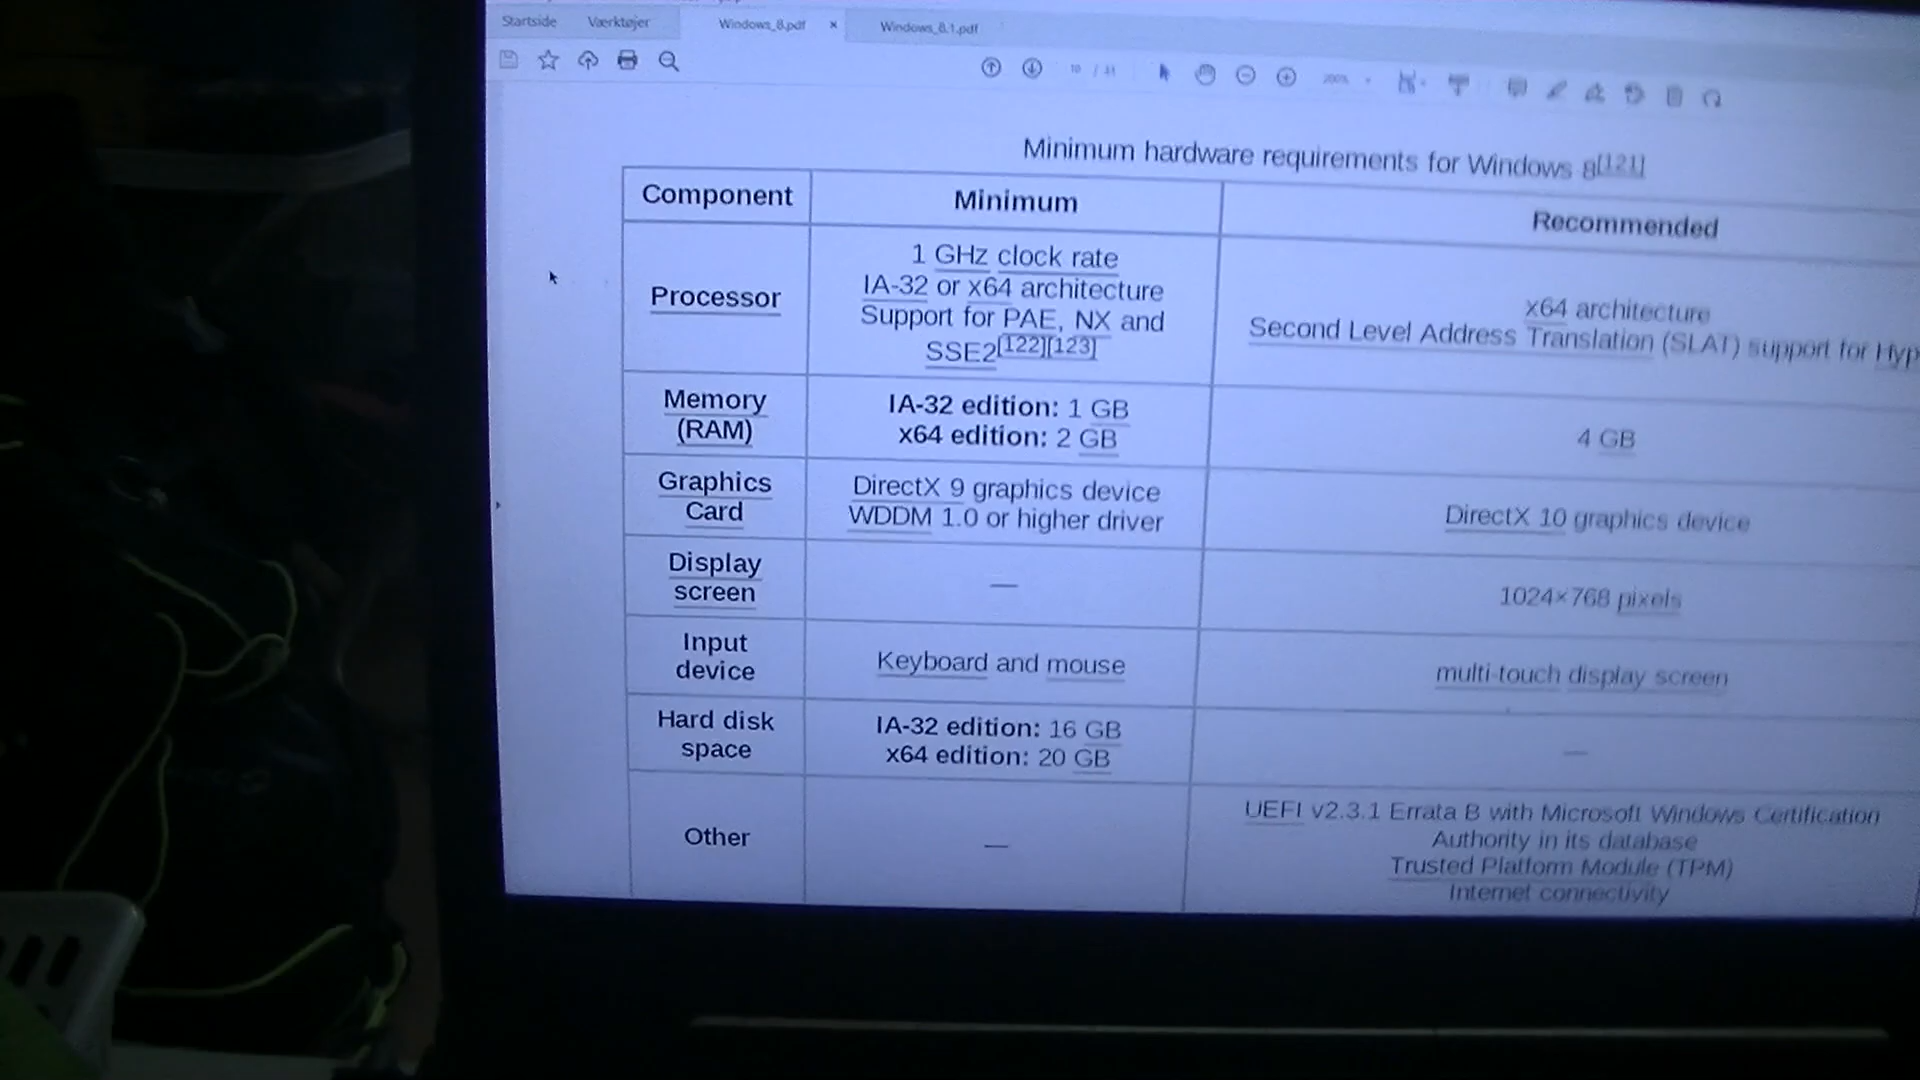 Startside Værktøjer Windows_8.pdf × Windows_8.1.pdf
Minimum hardware requirements for Windows 8[121]
Component Minimum Recommended
Processor
1 GHz clock rate
IA-32 or x64 architecture
Support for PAE, NX and
SSE2[122][123]
x64 architecture
Second Level Address Translation (SLAT) support for Hyp
Memory
(RAM)
IA-32 edition: 1 GB
x64 edition: 2 GB
4 GB
Graphics
Card
DirectX 9 graphics device
WDDM 1.0 or higher driver
DirectX 10 graphics device
Display
screen
—
1024×768 pixels
Input
device
Keyboard and mouse
multi-touch display screen
Hard disk
space
IA-32 edition: 16 GB
x64 edition: 20 GB
—
Other
—
UEFI v2.3.1 Errata B with Microsoft Windows Certification
Authority in its database
Trusted Platform Module (TPM)
Internet connectivity